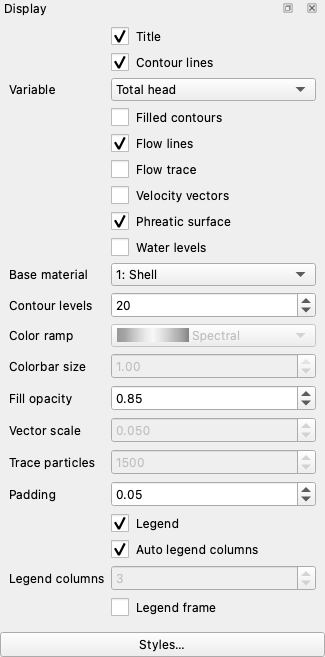 Display
Title
Contour lines
Variable Total head
Filled contours
Flow lines
Flow trace
Velocity vectors
Phreatic surface
Water levels
Base material 1: Shell
Contour levels 20
Color ramp Spectral
Colorbar size 1.00
Fill opacity 0.85
Vector scale 0.050
Trace particles 1500
Padding 0.05
Legend
Auto legend columns
Legend columns 3
Legend frame
Styles...